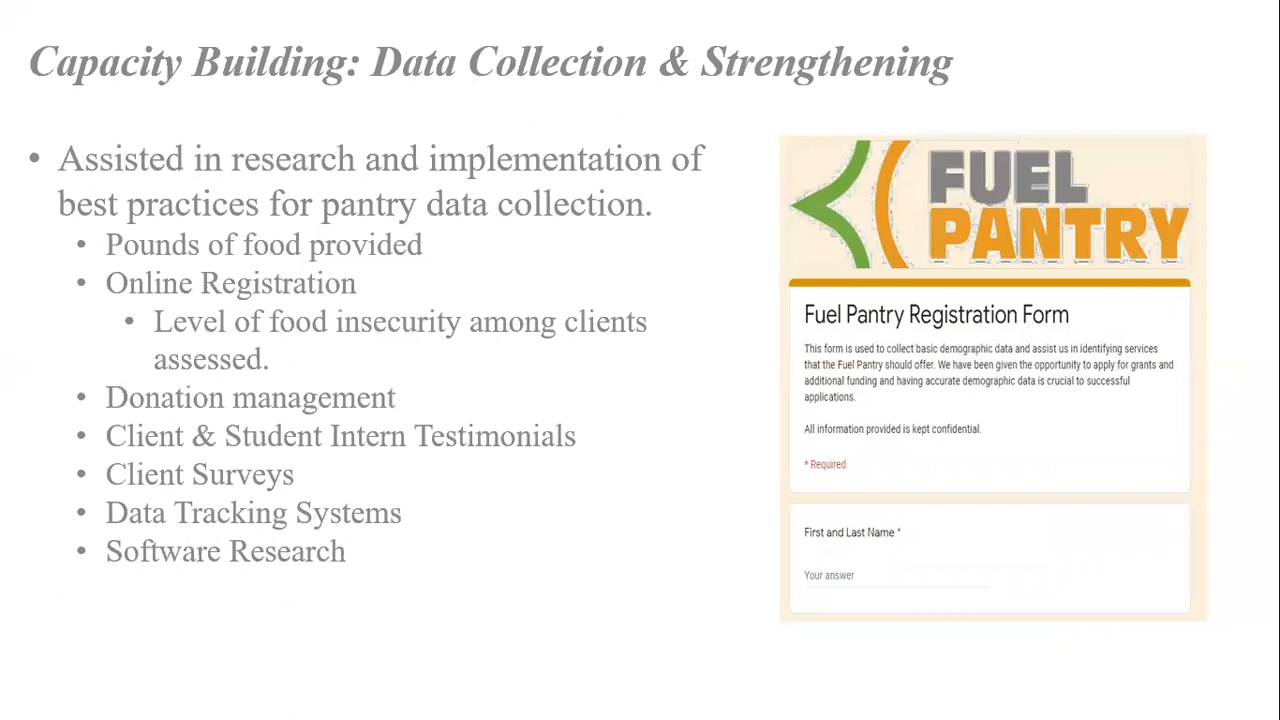 Capacity Building: Data Collection & Strengthening
• Assisted in research and implementation of
best practices for pantry data collection.
• Pounds of food provided
• Online Registration
• Level of food insecurity among clients
assessed.
• Donation management
• Client & Student Intern Testimonials
• Client Surveys
• Data Tracking Systems
• Software Research
FUEL
PANTRY
Fuel Pantry Registration Form
This form is used to collect basic demographic data and assist us in identifying services
that the Fuel Pantry should offer. We have been given the opportunity to apply for grants and
additional funding and having accurate demographic data is crucial to successful
applications.
All information provided is kept confidential.
* Required
First and Last Name *
Your answer